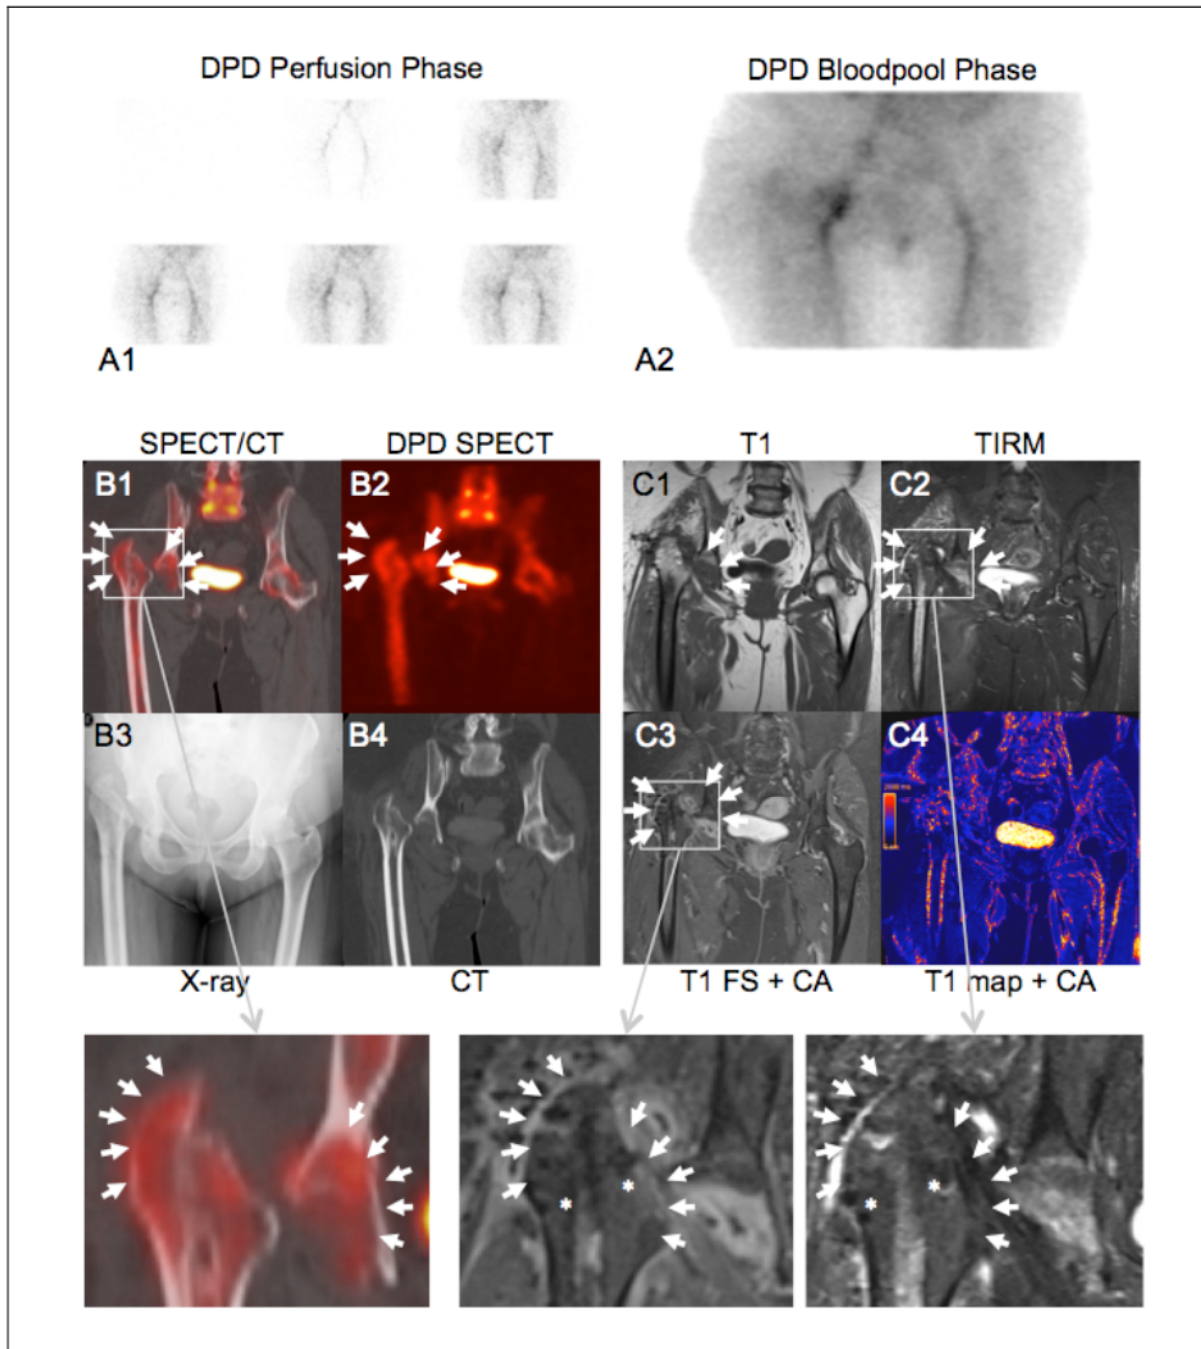 DPD Perfusion Phase
DPD Bloodpool Phase
A1
A2
SPECT/CT
DPD SPECT
T1
TIRM
B1
B2
C1
C2
B3
B4
C3
C4
X-ray
CT
T1 FS + CA
T1 map + CA
*
*
*
*